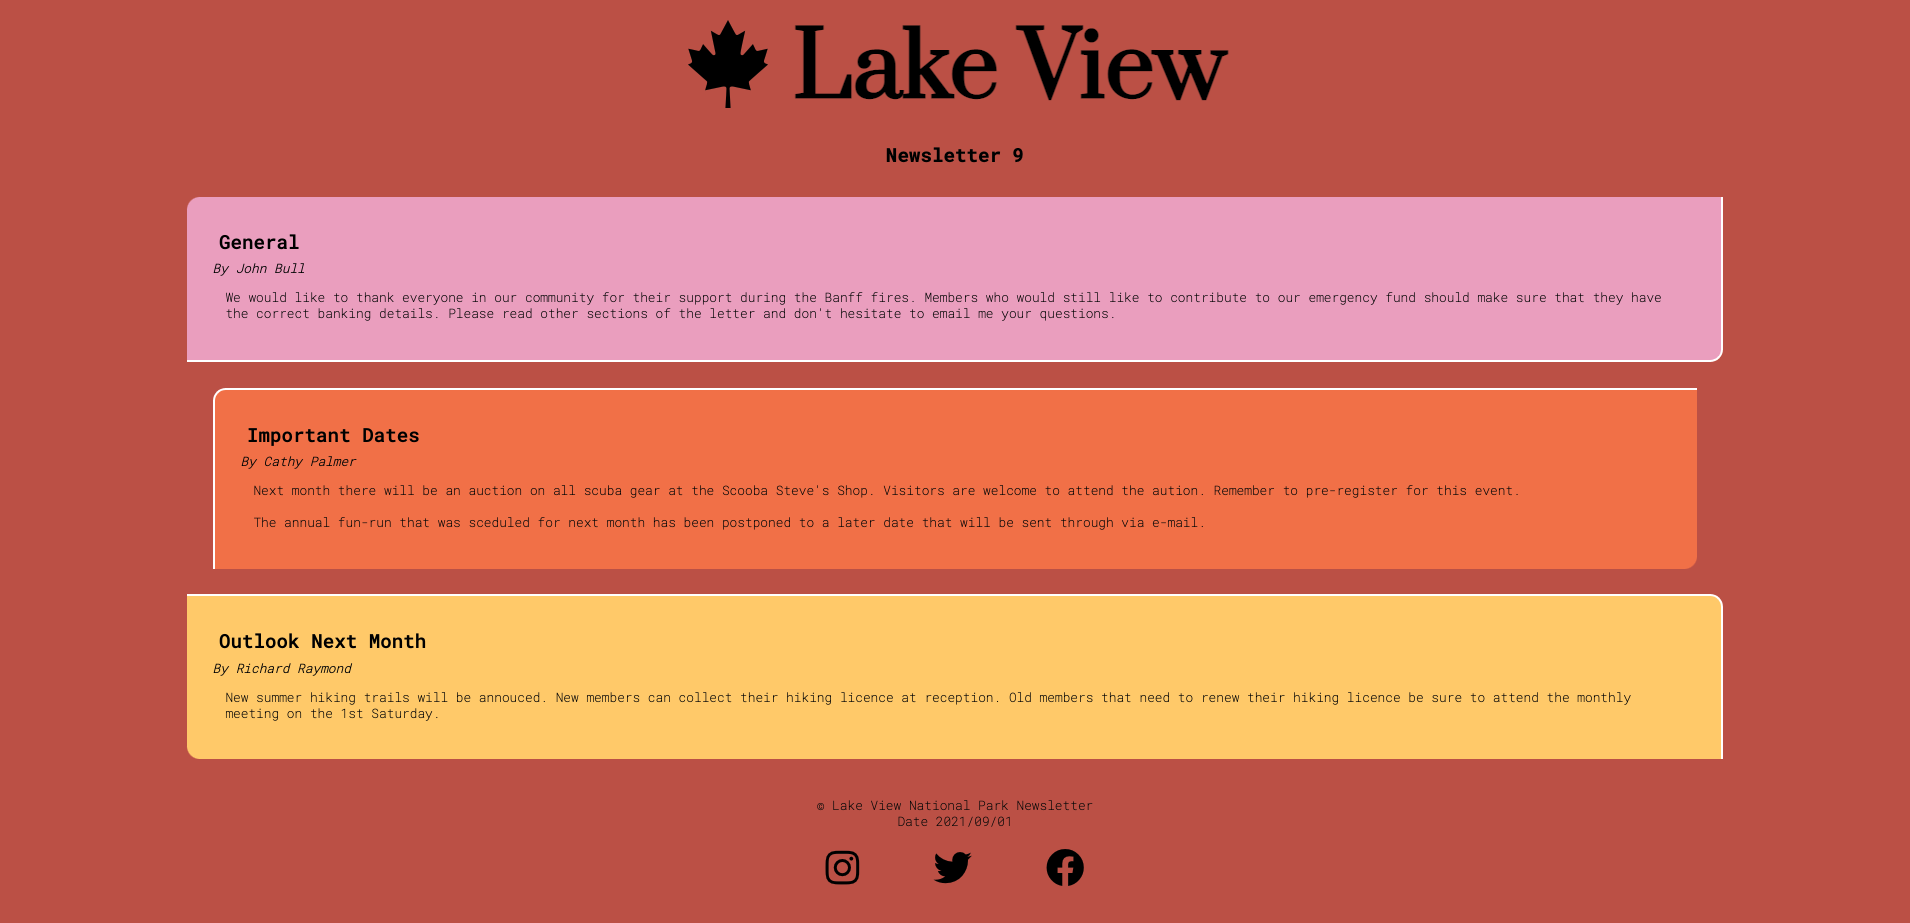 Lake View
Newsletter 9
General
By John Bull
We would like to thank everyone in our community for their support during the Banff fires. Members who would still like to contribute to our emergency fund should make sure that they have
the correct banking details. Please read other sections of the letter and don't hesitate to email me your questions.
Important Dates
By Cathy Palmer
Next month there will be an auction on all scuba gear at the Scooba Steve's Shop. Visitors are welcome to attend the aution. Remember to pre-register for this event.
The annual fun-run that was sceduled for next month has been postponed to a later date that will be sent through via e-mail.
Outlook Next Month
By Richard Raymond
New summer hiking trails will be annouced. New members can collect their hiking licence at reception. Old members that need to renew their hiking licence be sure to attend the monthly
meeting on the 1st Saturday.
© Lake View National Park Newsletter
Date 2021/09/01